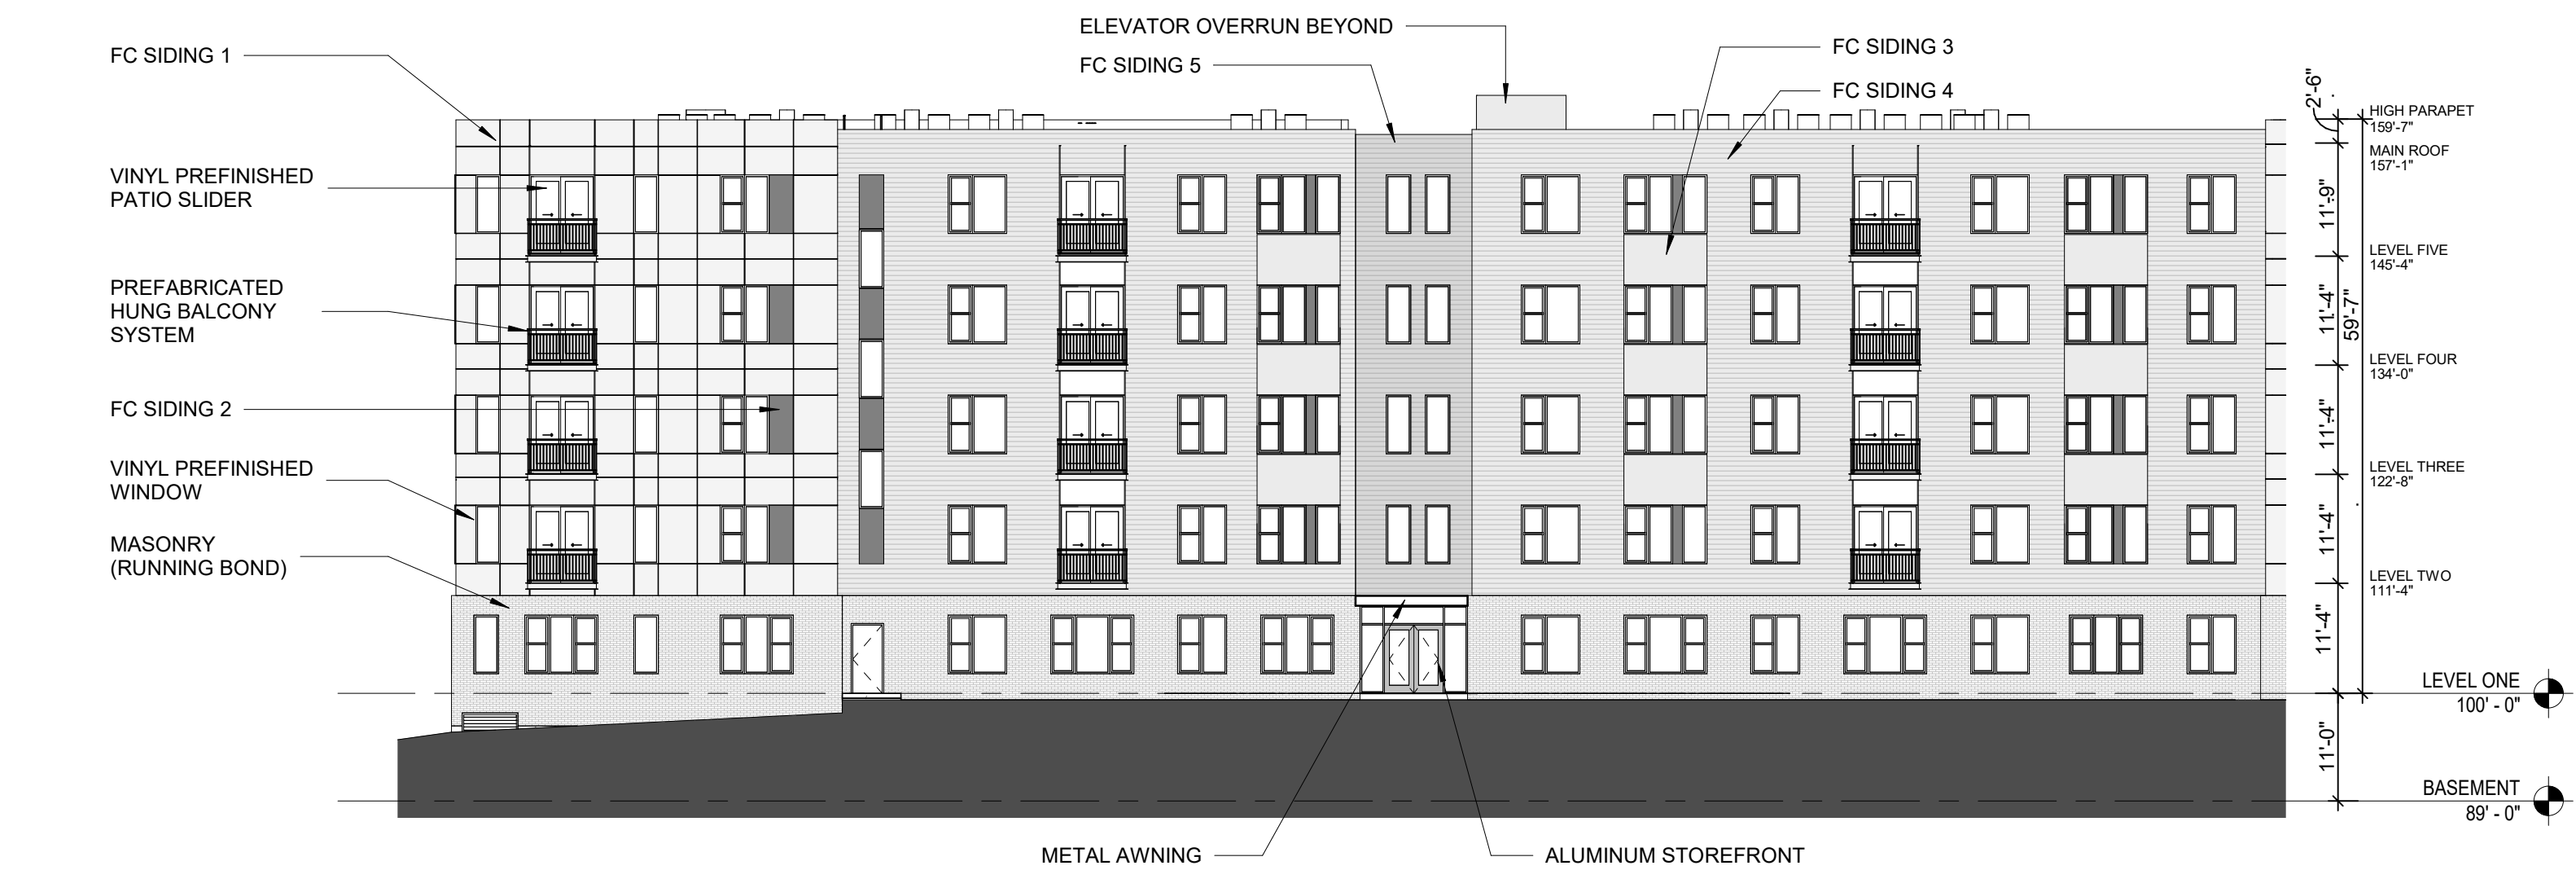 ELEVATOR OVERRUN BEYOND
FC SIDING 1
FC SIDING 5
FC SIDING 3
FC SIDING 4
VINYL PREFINISHED
PATIO SLIDER
PREFABRICATED
HUNG BALCONY
SYSTEM
FC SIDING 2
VINYL PREFINISHED
WINDOW
MASONRY
(RUNNING BOND)
METAL AWNING
ALUMINUM STOREFRONT
2'-6"
11'-9"
11'-4"
11'-4"
11'-4"
11'-4"
11'-0"
59'-7"
HIGH PARAPET
159'-7"
MAIN ROOF
157'-1"
LEVEL FIVE
145'-4"
LEVEL FOUR
134'-0"
LEVEL THREE
122'-8"
LEVEL TWO
111'-4"
LEVEL ONE
100' - 0"
BASEMENT
89' - 0"